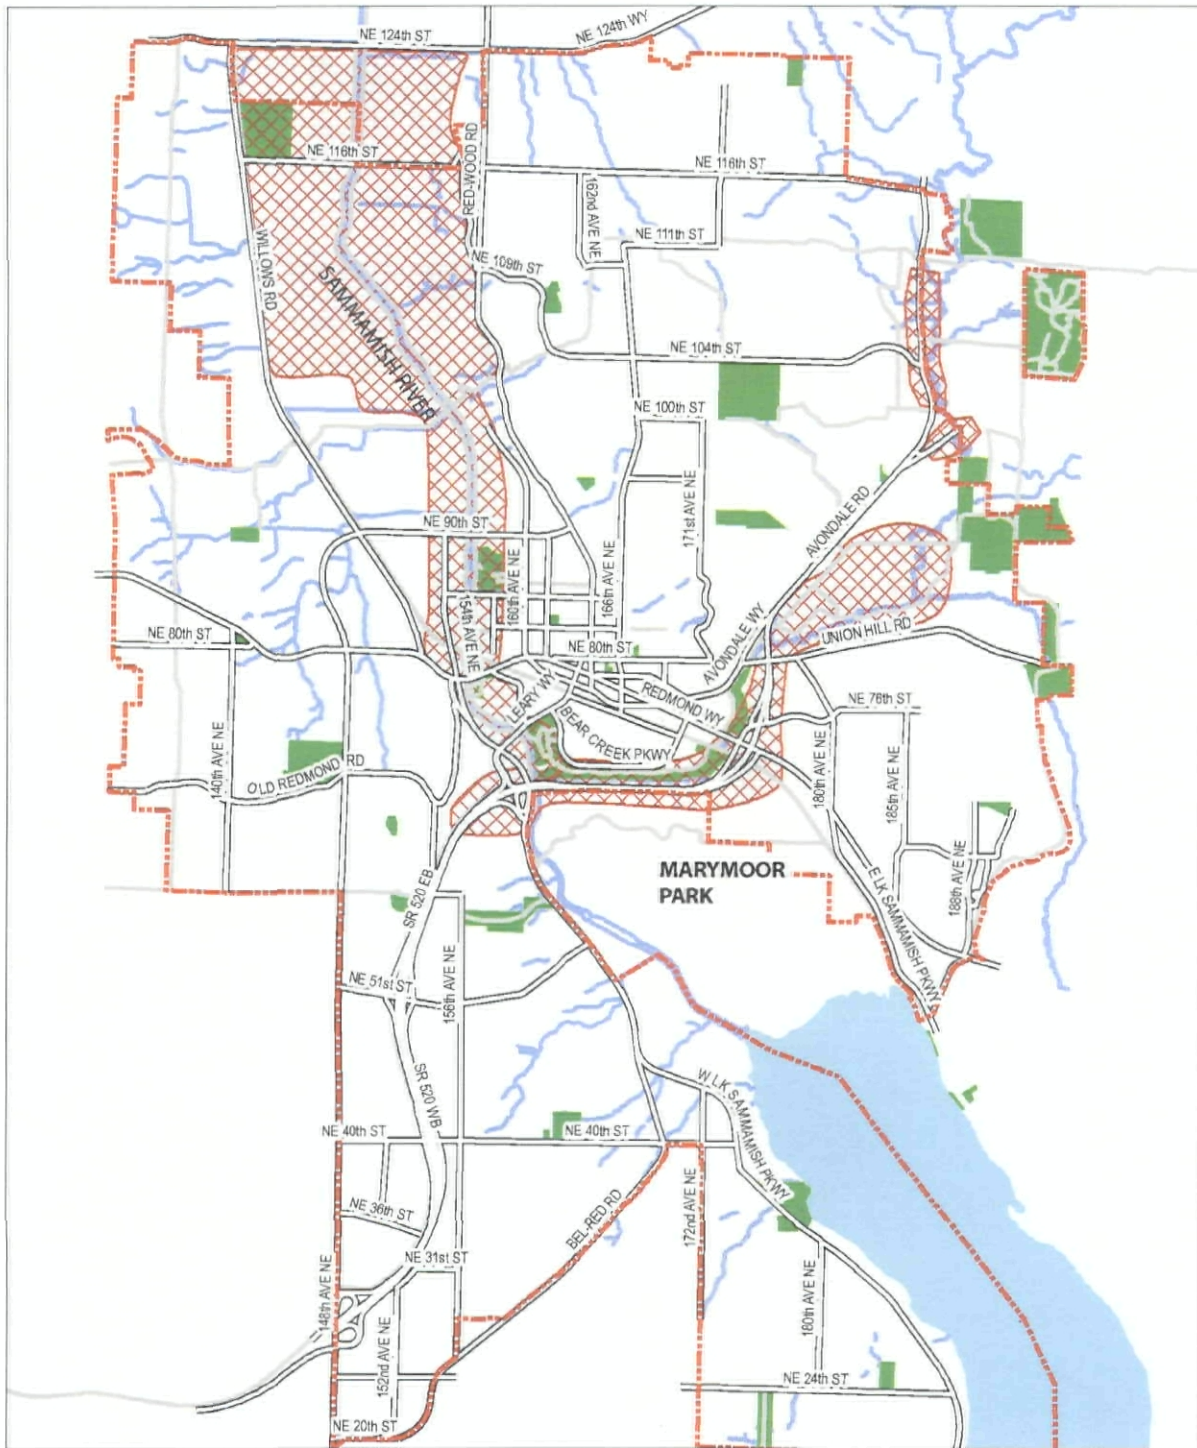 NE 124th ST
NE 124th WY
NE 116th ST
RED-WOOD RD
NE 116th ST
162nd AVE NE
NE 111th ST
WILLOWS RD
NE 109th ST
SAMMAMISH RIVER
NE 104th ST
NE 100th ST
171st AVE NE
AVONDALE RD
NE 90th ST
160th AVE NE
166th AVE NE
154th AVE NE
NE 80th ST
NE 80th ST
AVONDALE WY
UNION HILL RD
LEARY WY
REDMOND WY
NE 76th ST
BEAR CREEK PKWY
140th AVE NE
OLD REDMOND RD
180th AVE NE
185th AVE NE
188th AVE NE
MARYMOOR
PARK
SR 520 EB
E LK SAMMAMISH PKWY
NE 51st ST
156th AVE NE
SR 520 WB
W LK SAMMAMISH PKWY
NE 40th ST
NE 40th ST
172nd AVE NE
NE 36th ST
BEL-RED RD
NE 31st ST
148th AVE NE
180th AVE NE
152nd AVE NE
NE 24th ST
NE 20th ST